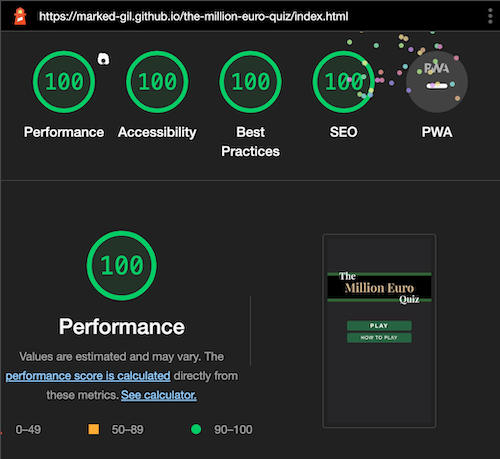 https://marked-gil.github.io/the-million-euro-quiz/index.html
100 100 100 100 PWA
Performance Accessibility Best Practices SEO PWA
100
Performance
Values are estimated and may vary. The
performance score is calculated directly from
these metrics. See calculator.
0–49 50–89 90–100
The
Million Euro
Quiz
PLAY
HOW TO PLAY